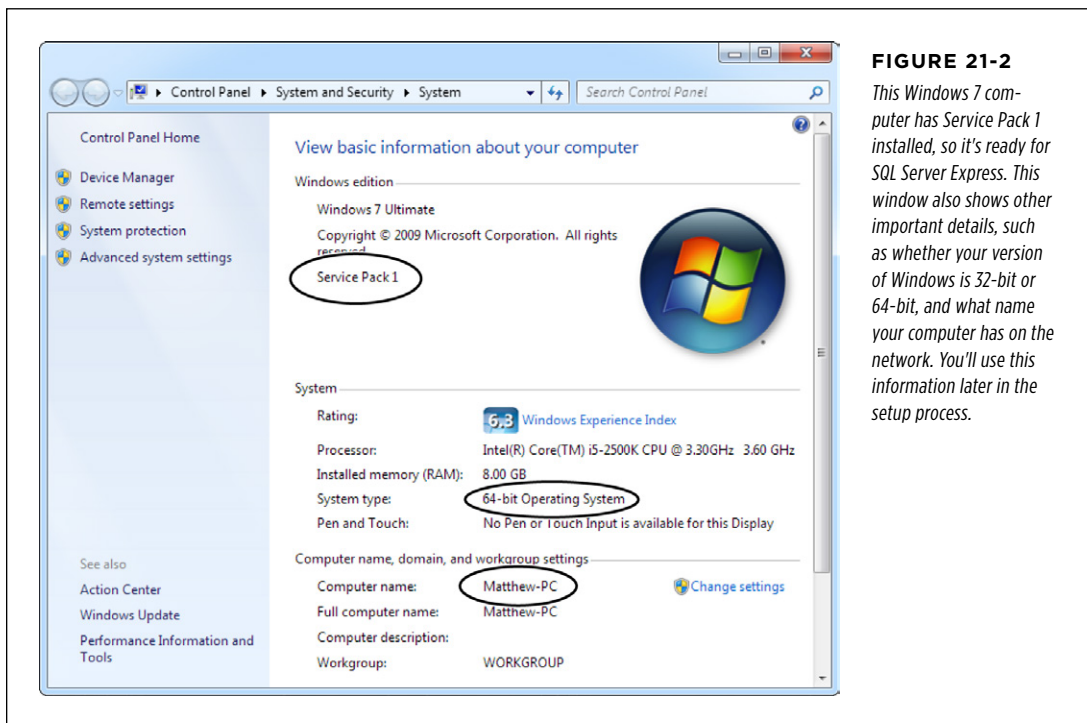 Control Panel
System and Security
System
Search Control Panel
Control Panel Home
Device Manager
Remote settings
System protection
Advanced system settings
See also
Action Center
Windows Update
Performance Information and
Tools
View basic information about your computer
Windows edition
Windows 7 Ultimate
Copyright © 2009 Microsoft Corporation. All rights
reserved
Service Pack 1
System
Rating: 6,3 Windows Experience Index
Processor: Intel(R) Core(TM) i5-2500K CPU @ 3.30GHz 3.60 GHz
Installed memory (RAM): 8.00 GB
System type: 64-bit Operating System
Pen and Touch: No Pen or Touch Input is available for this Display
Computer name, domain, and workgroup settings
Computer name: Matthew-PC Change settings
Full computer name: Matthew-PC
Computer description:
Workgroup: WORKGROUP
FIGURE 21-2
This Windows 7 com-
puter has Service Pack 1
installed, so it's ready for
SQL Server Express. This
window also shows other
important details, such
as whether your version
of Windows is 32-bit or
64-bit, and what name
your computer has on the
network. You'll use this
information later in the
setup process.